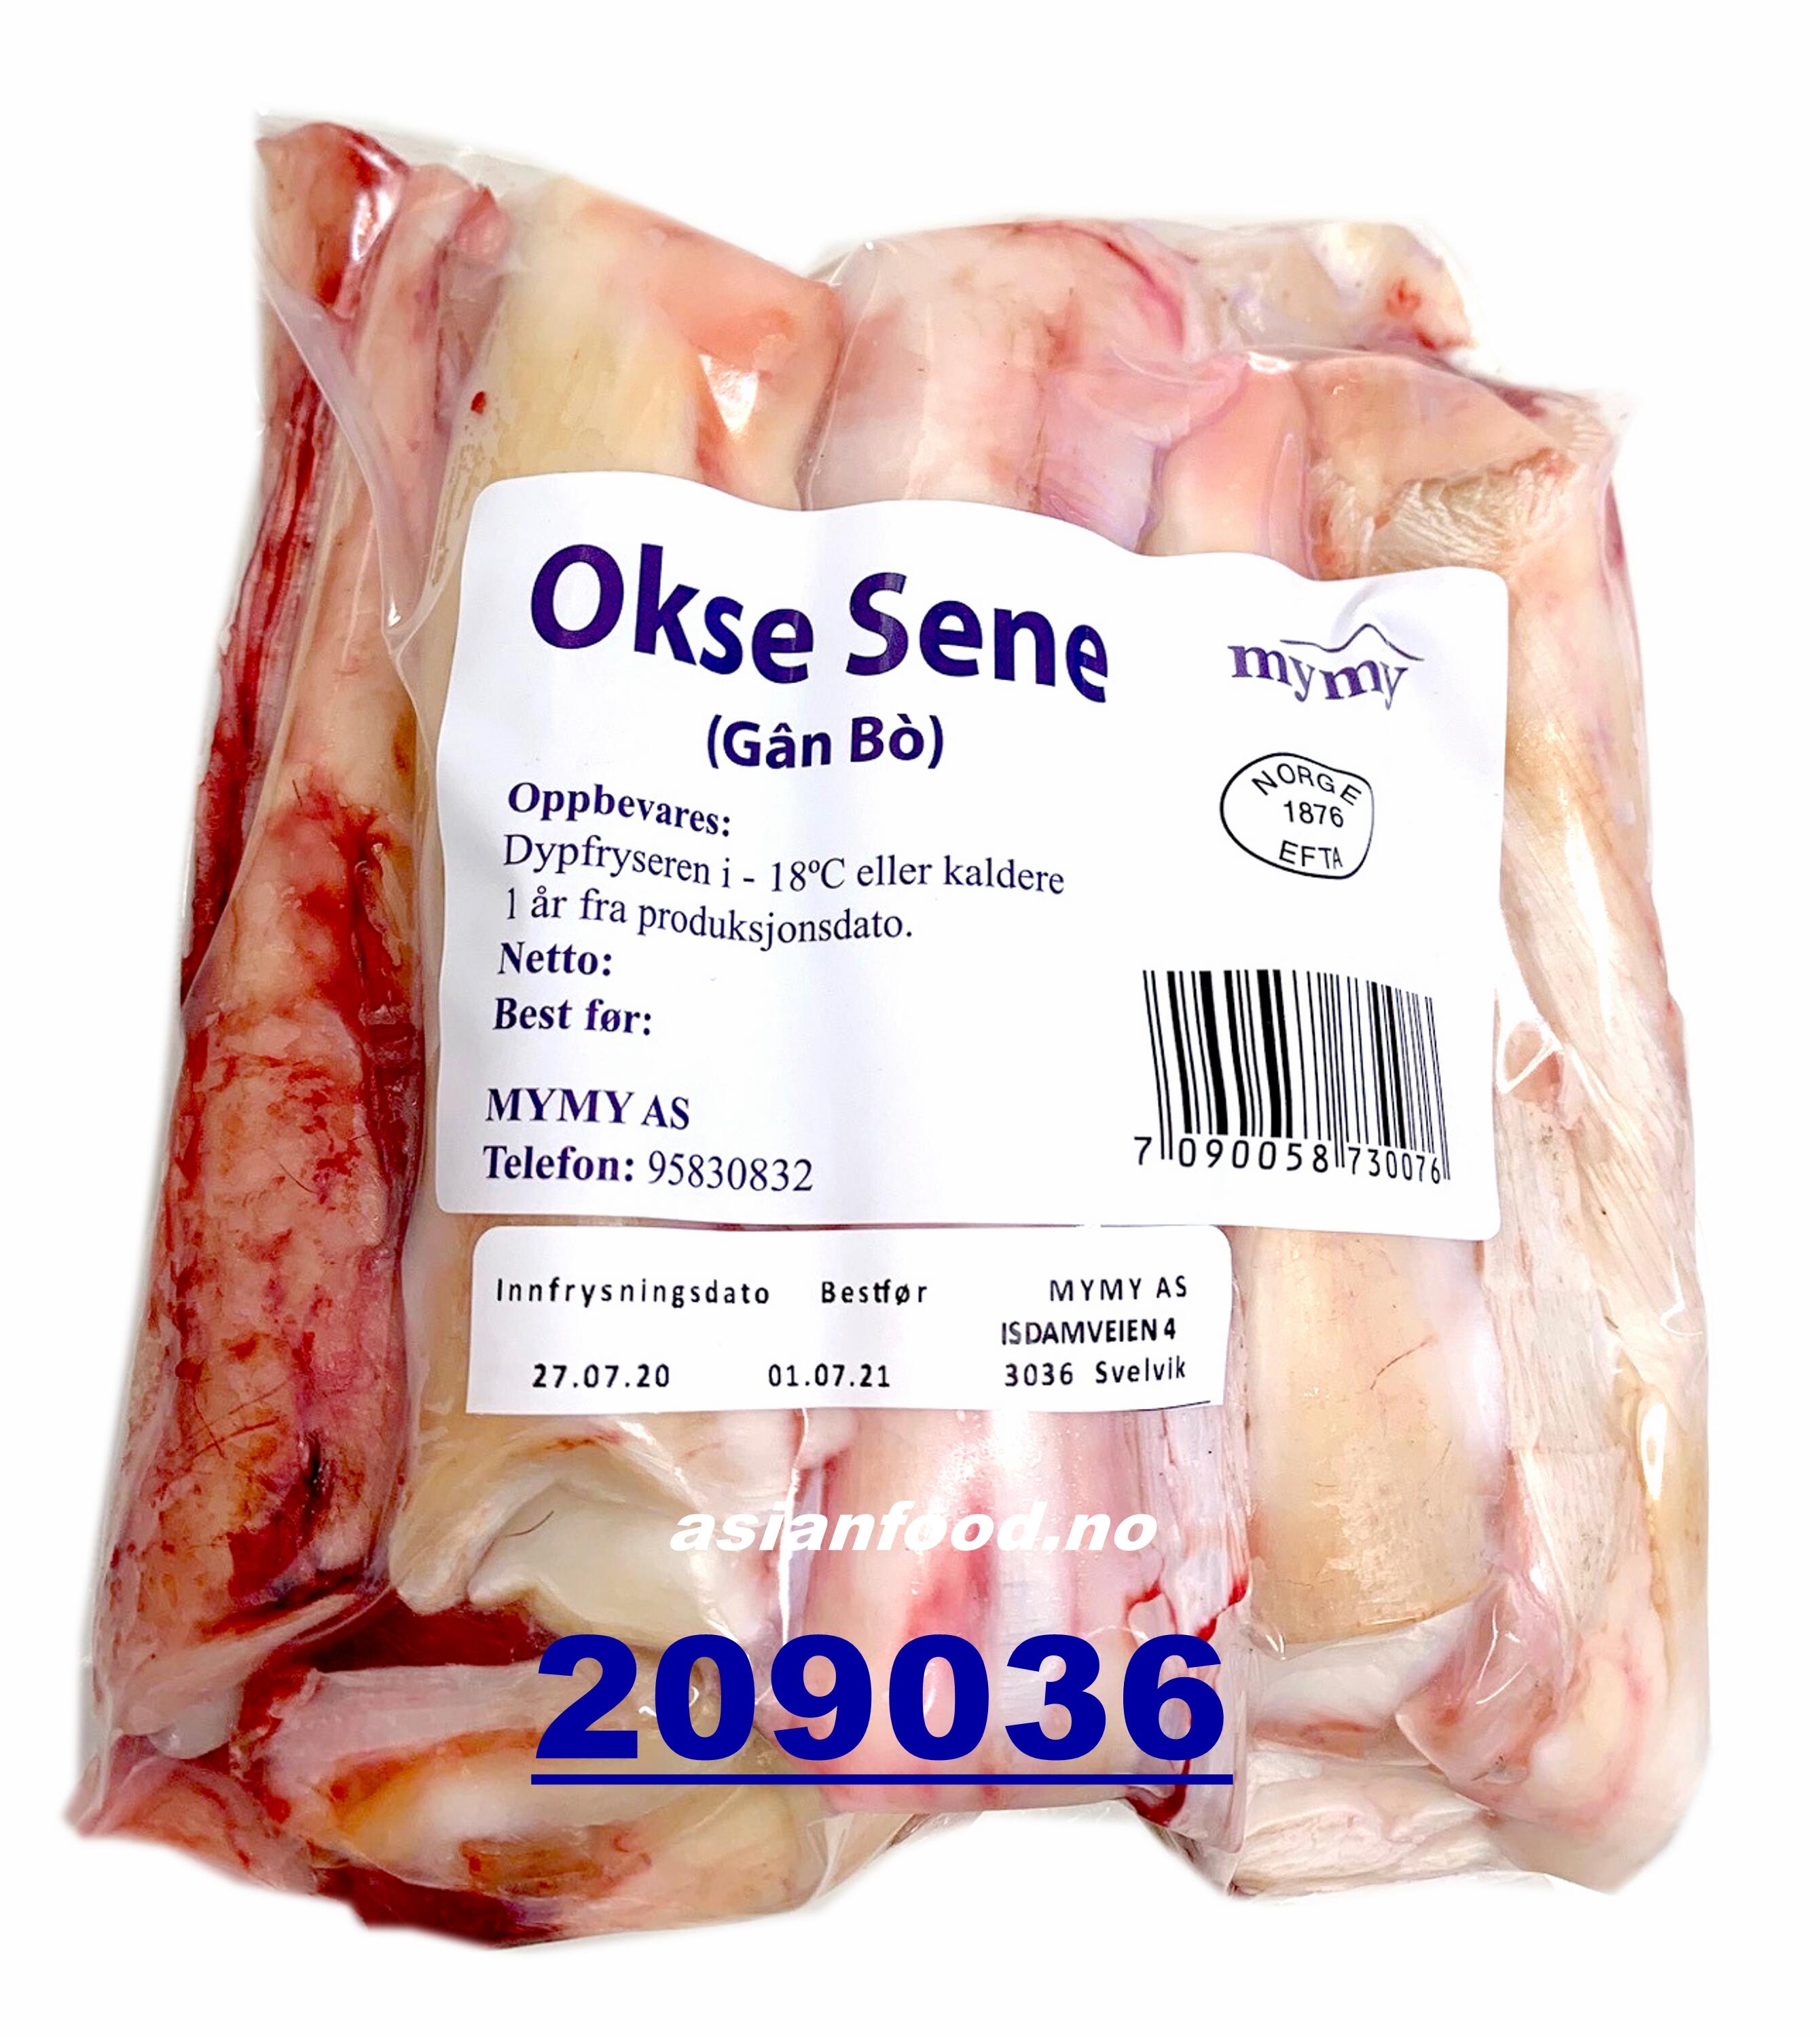 Okse Sene
(Gân Bò)
mymy
NORGE
1876
EFTA
Oppbevares:
Dypfryseren i - 18ºC eller kaldere
1 år fra produksjonsdato.
Netto:
Best før:
MYMY AS
Telefon: 95830832
7 090058 730076
Innfrysningsdato Bestfør MYMY AS
ISDAMVEIEN 4
27.07.20 01.07.21 3036 Svelvik
asianfood.no
209036